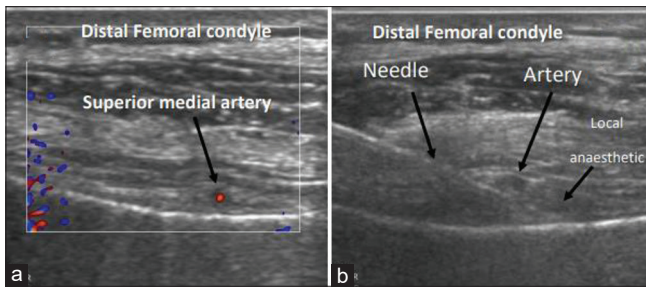 Distal Femoral condyle
Superior medial artery
a
R
Distal Femoral condyle
Needle
Artery
Local
anaesthetic
b
R